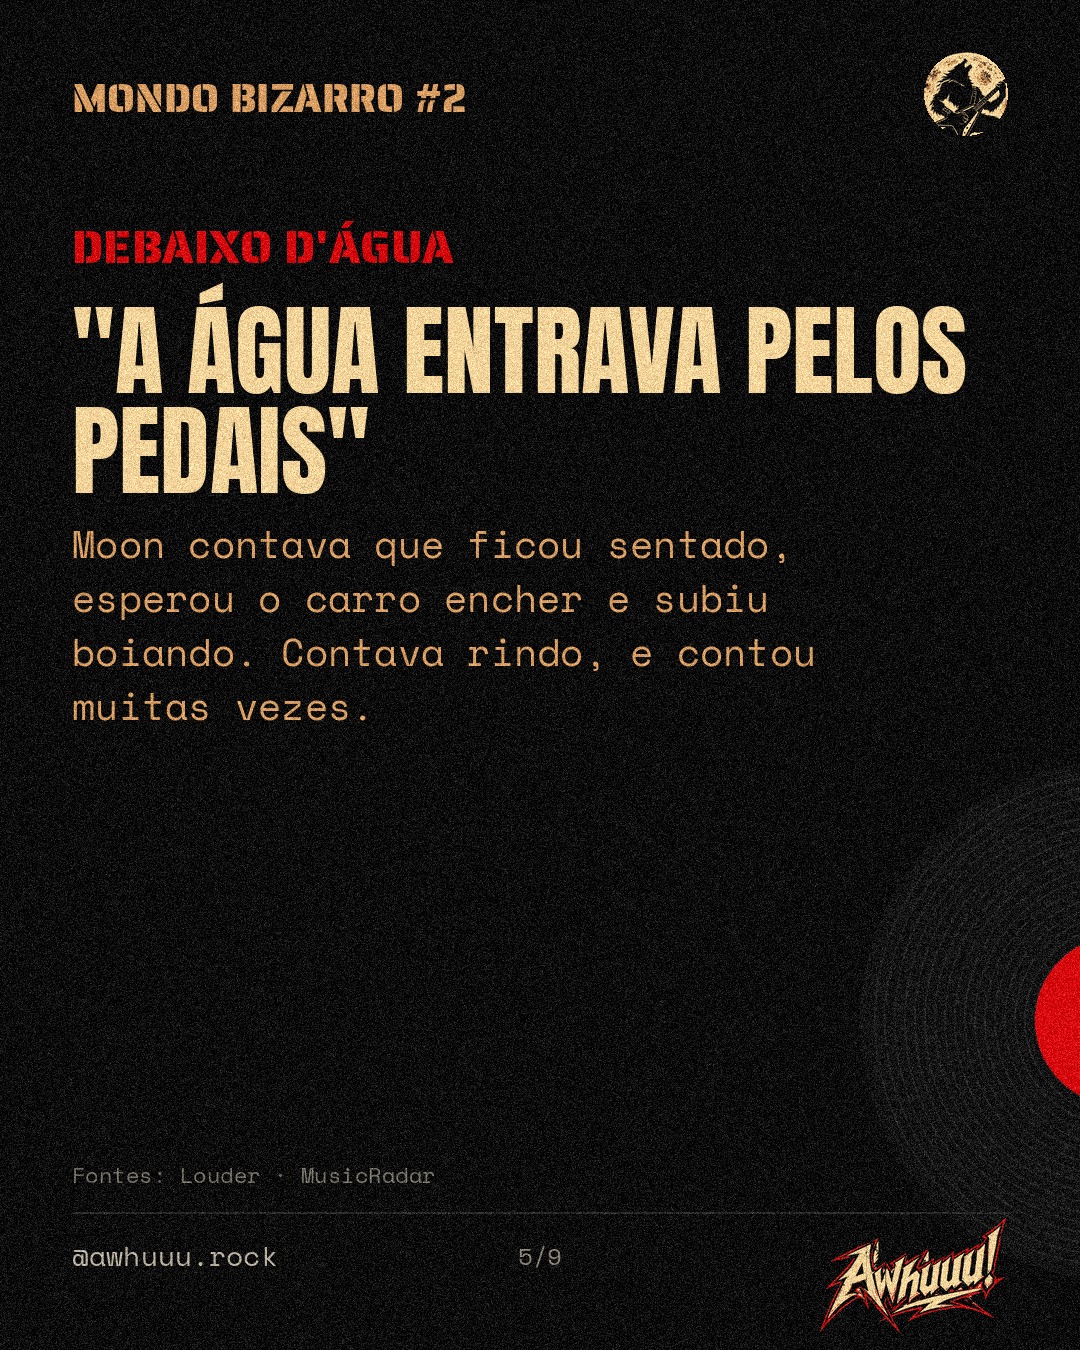 MONDO BIZARRO #2
DEBAIXO D'ÁGUA
"A ÁGUA ENTRAVA PELOS
PEDAIS"
Moon contava que ficou sentado,
esperou o carro encher e subiu
boiando. Contava rindo, e contou
muitas vezes.
Fontes: Louder · MusicRadar
@awhuuu.rock
5/9
Awhuuu!